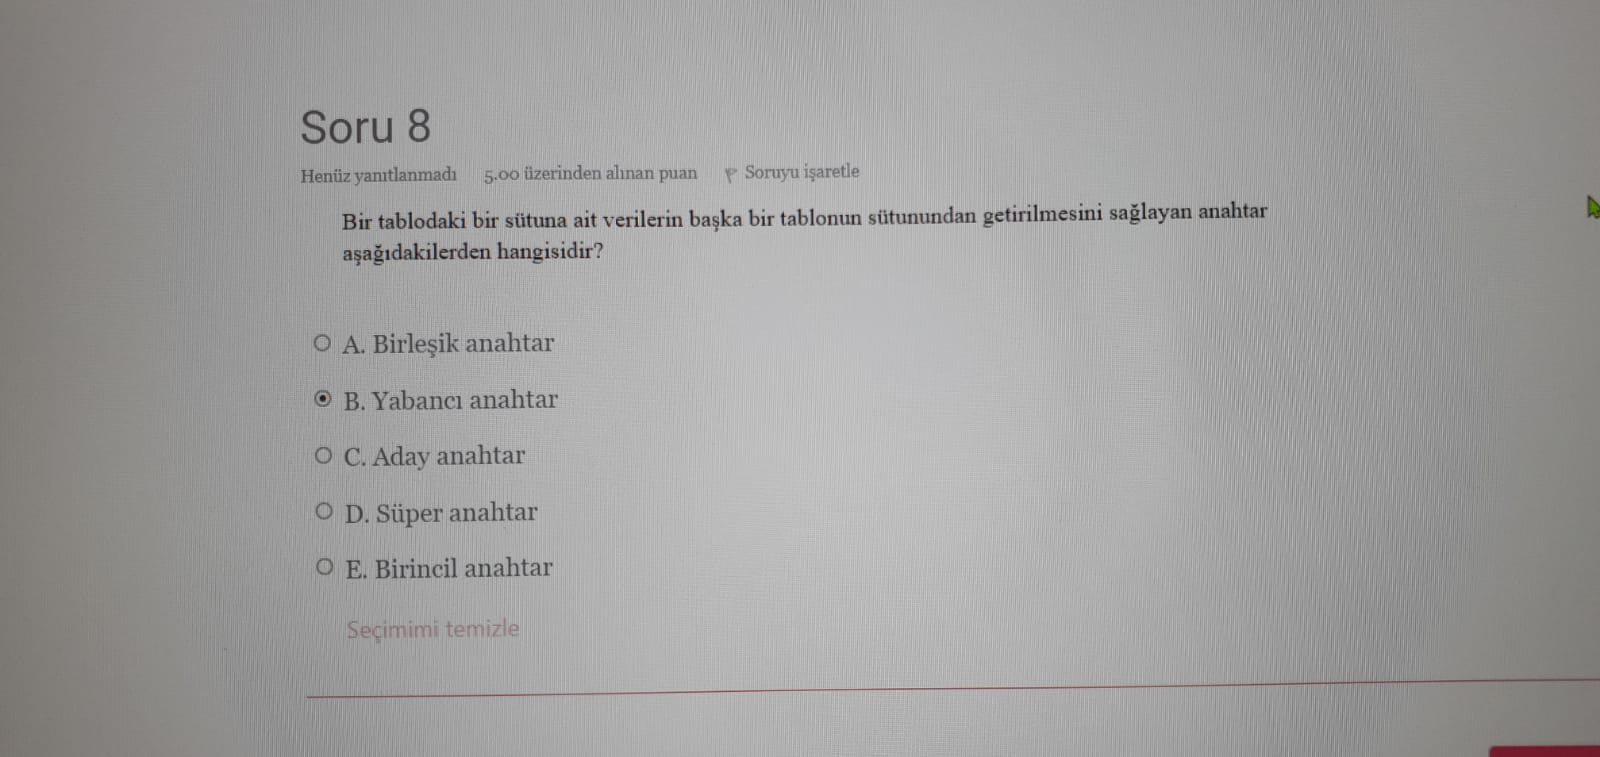 Soru 8
Henüz yanıtlanmadı 5.00 üzerinden alınan puan Soruyu işaretle
Bir tablodaki bir sütuna ait verilerin başka bir tablonun sütunundan getirilmesini sağlayan anahtar
aşağıdakilerden hangisidir?
A. Birleşik anahtar
B. Yabancı anahtar
C. Aday anahtar
D. Süper anahtar
E. Birincil anahtar
Seçimimi temizle